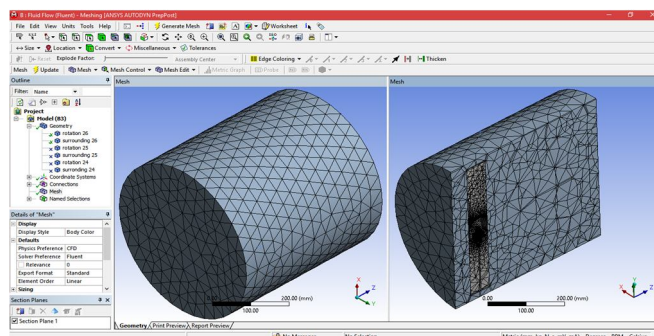 B : Fluid Flow (Fluent) - Meshing [ANSYS AUTODYN PrepPost]
File Edit View Units Tools Help Generate Mesh Worksheet
Size Location Convert Miscellaneous Tolerances
Reset Explode Factor: Assembly Center Edge Coloring Thicken
Mesh Update Mesh Mesh Control Mesh Edit Metric Graph Probe
Outline
Filter: Name
Project
Model (B3)
Geometry
rotation 26
surrounding 26
rotation 25
surrounding 25
rotation 24
surronding 24
Coordinate Systems
Connections
Mesh
Named Selections
Details of "Mesh"
Display
Display Style Body Color
Defaults
Physics Preference CFD
Solver Preference Fluent
Relevance 0
Export Format Standard
Element Order Linear
Sizing
Section Planes
Section Plane 1
Mesh
200.00 (mm)
100.00
X
Y
Z
Mesh
0.00 200.00 (mm)
100.00
X
Y
Z
Geometry Print Preview Report Preview
No Messages No Selection